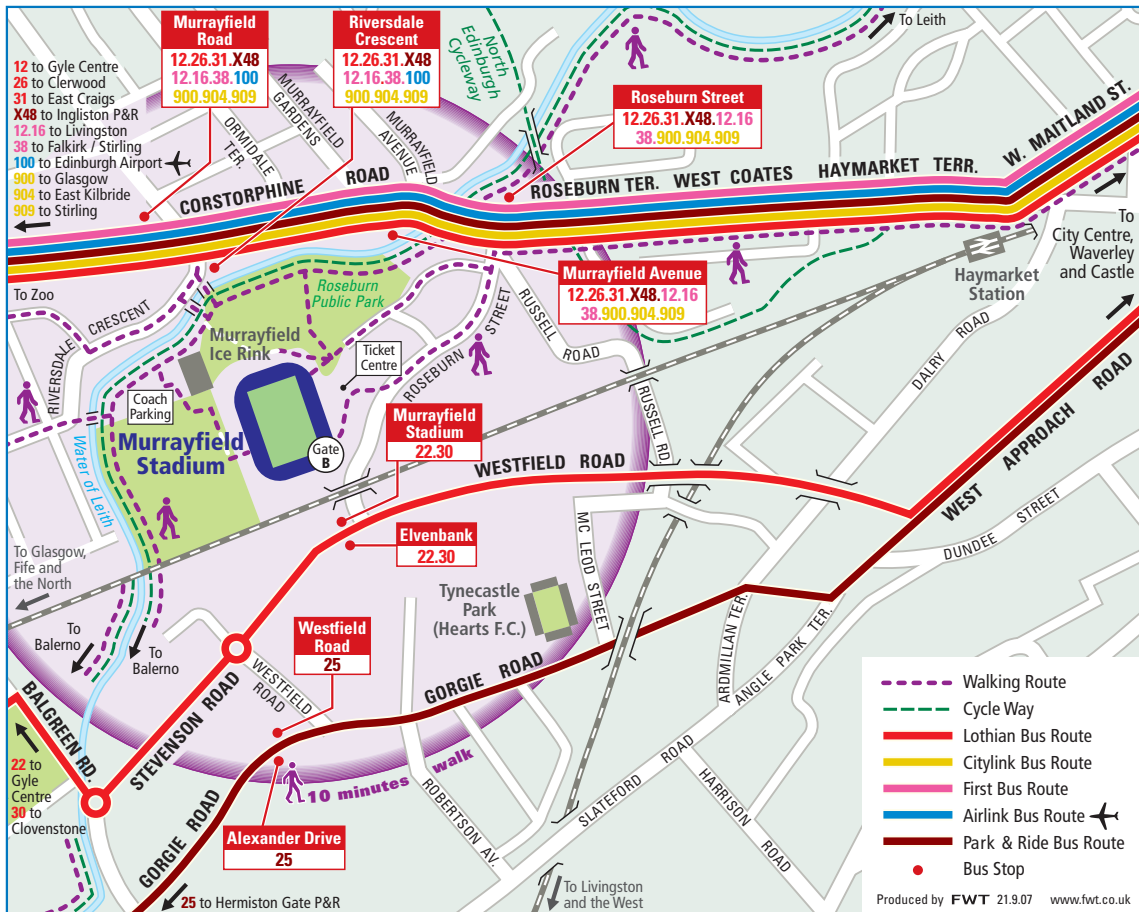 Murrayfield
Road
12.26.31.X48
12.16.38.100
900.904.909
Riversdale
Crescent
12.26.31.X48
12.16.38.100
900.904.909
To Leith
North
Edinburgh
Cycleway
12 to Gyle Centre
26 to Clerwood
31 to East Craigs
X48 to Ingliston P&R
12.16 to Livingston
38 to Falkirk / Stirling
100 to Edinburgh Airport
900 to Glasgow
904 to East Kilbride
909 to Stirling
ORMIDALE
TER.
MURRAYFIELD
GARDENS
MURRAYFIELD
AVENUE
Roseburn Street
12.26.31.X48.12.16
38.900.904.909
CORSTORPHINE ROAD
ROSEBURN TER. WEST COATES HAYMARKET TERR. W. MAITLAND ST.
To
City Centre,
Waverley
and Castle
Haymarket
Station
Murrayfield Avenue
12.26.31.X48.12.16
38.900.904.909
To Zoo
RIVERSDALE CRESCENT
Roseburn
Public Park
Murrayfield
Ice Rink
Ticket
Centre
ROSEBURN STREET
RUSSELL ROAD
RUSSELL RD.
DALRY ROAD
WEST APPROACH ROAD
Coach
Parking
Murrayfield
Stadium
Gate
B
Water of Leith
Murrayfield
Stadium
22.30
WESTFIELD ROAD
Elvenbank
22.30
MC LEOD STREET
DUNDEE STREET
To Glasgow,
Fife and
the North
Tynecastle
Park
(Hearts F.C.)
To
Balerno
To
Balerno
Westfield
Road
25
WESTFIELD
ROAD
GORGIE ROAD
ARDMILLAN TER.
ANGLE PARK TER.
BALGREEN RD.
STEVENSON ROAD
22 to
Gyle
Centre
30 to
Clovenstone
10 minutes walk
ROBERTSON AV.
SLATEFORD ROAD
HARRISON
ROAD
Alexander Drive
25
GORGIE ROAD
25 to Hermiston Gate P&R
To Livingston
and the West
Walking Route
Cycle Way
Lothian Bus Route
Citylink Bus Route
First Bus Route
Airlink Bus Route
Park & Ride Bus Route
Bus Stop
Produced by FWT 21.9.07 www.fwt.co.uk